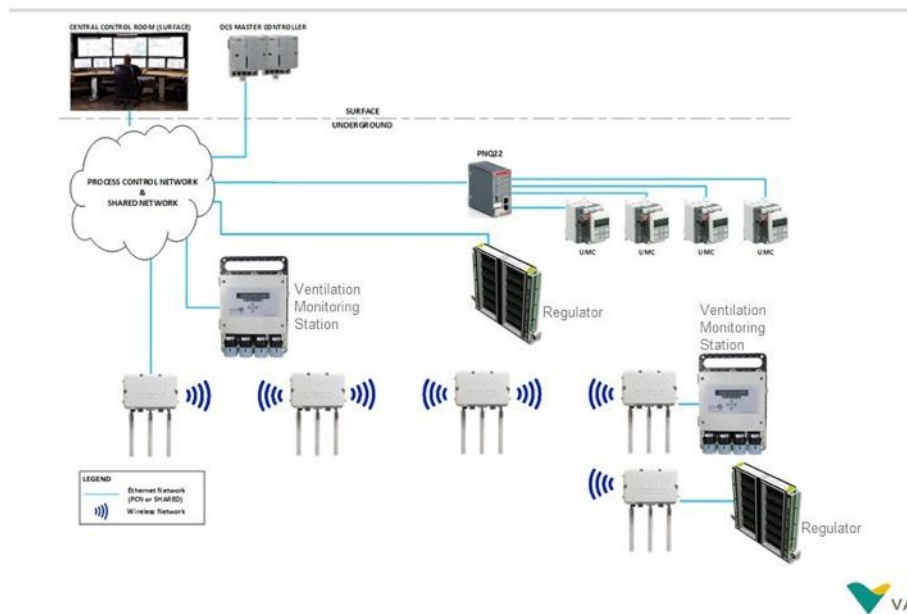 CENTRAL CONTROL ROOM (SURFACE)
DCS MASTER CONTROLLER
SURFACE
UNDERGROUND
PROCESS CONTROL NETWORK
&
SHARED NETWORK
PNQ22
UMC
UMC
UMC
UMC
Ventilation
Monitoring
Station
Regulator
Ventilation
Monitoring
Station
LEGEND
Ethernet Network
(PCN or SHARED)
Wireless Network
Regulator
VA